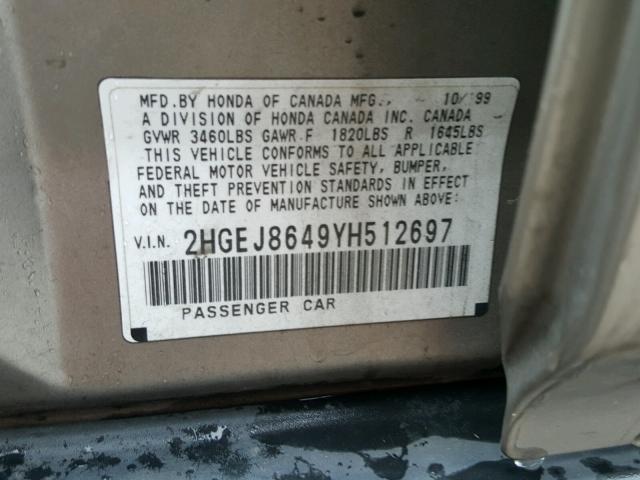 MFD.BY HONDA OF CANADA MFG., 10/99
A DIVISION OF HONDA CANADA INC. CANADA
GVWR 3460LBS GAWR F 1820LBS R 1645LBS
THIS VEHICLE CONFORMS TO ALL APPLICABLE
FEDERAL MOTOR VEHICLE SAFETY, BUMPER,
AND THEFT PREVENTION STANDARDS IN EFFECT
ON THE DATE OF MANUFACTURE SHOWN ABOVE.
V.I.N. 2HGEJ8649YH512697
PASSENGER CAR